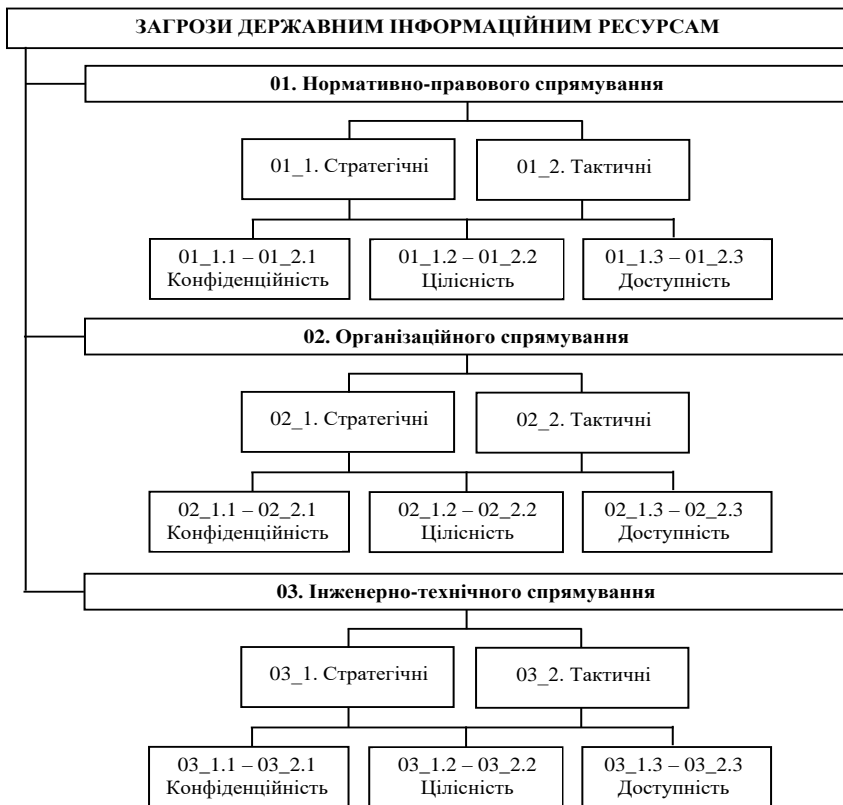 ЗАГРОЗИ ДЕРЖАВНИМ ІНФОРМАЦІЙНИМ РЕСУРСАМ
01. Нормативно-правового спрямування
01_1. Стратегічні
01_2. Тактичні
01_1.1 – 01_2.1
Конфіденційність
01_1.2 – 01_2.2
Цілісність
01_1.3 – 01_2.3
Доступність
02. Організаційного спрямування
02_1. Стратегічні
02_2. Тактичні
02_1.1 – 02_2.1
Конфіденційність
02_1.2 – 02_2.2
Цілісність
02_1.3 – 02_2.3
Доступність
03. Інженерно-технічного спрямування
03_1. Стратегічні
03_2. Тактичні
03_1.1 – 03_2.1
Конфіденційність
03_1.2 – 03_2.2
Цілісність
03_1.3 – 03_2.3
Доступність